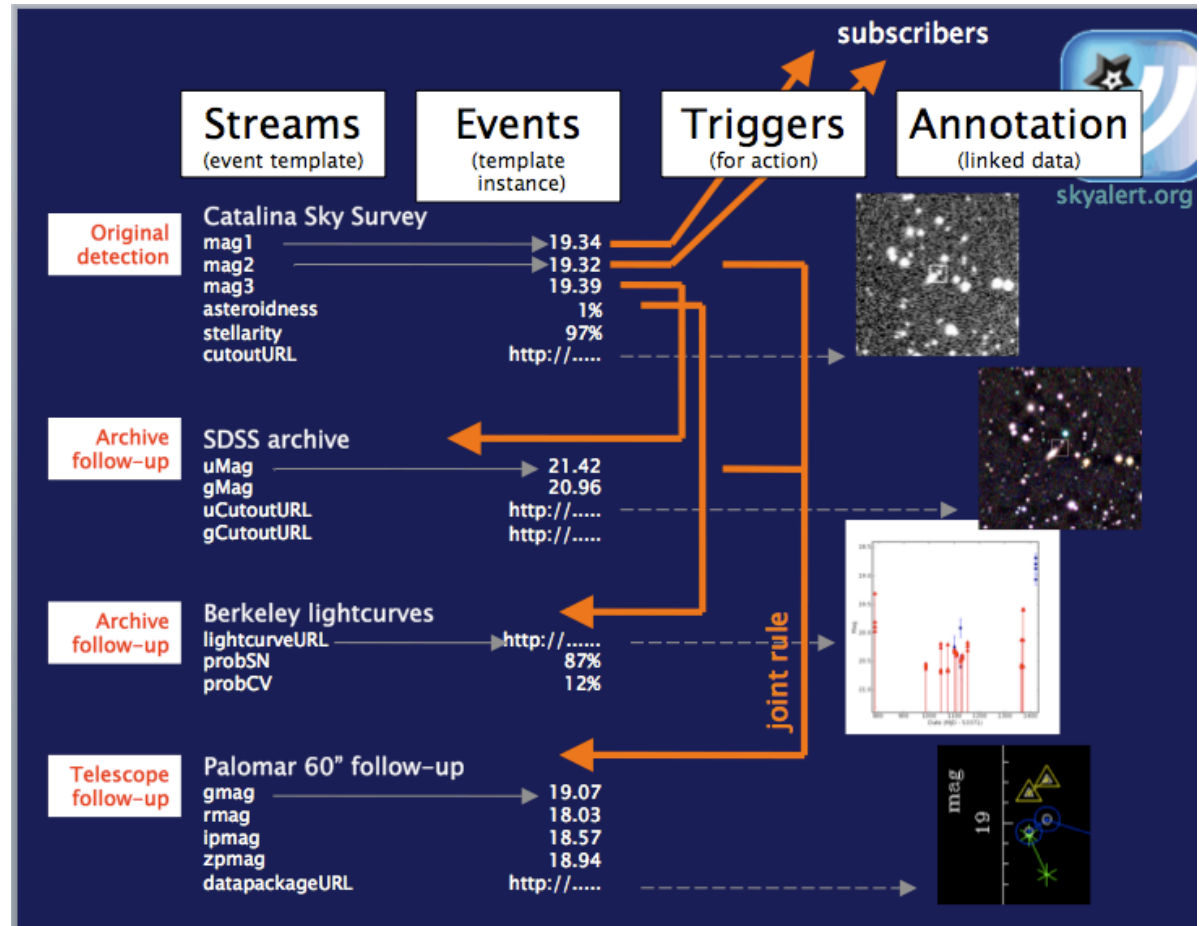 subscribers
Streams
(event template)
Events
(template
instance)
Triggers
(for action)
Annotation
(linked data)
skyalert.org
Original
detection
Catalina Sky Survey
mag1 19.34
mag2 19.32
mag3 19.39
asteroidness 1%
stellarity 97%
cutoutURL http://.....
Archive
follow-up
SDSS archive
uMag 21.42
gMag 20.96
uCutoutURL http://.....
gCutoutURL http://.....
Archive
follow-up
Berkeley lightcurves
lightcurveURL http://......
probSN 87%
probCV 12%
joint rule
Telescope
follow-up
Palomar 60” follow-up
gmag 19.07
rmag 18.03
ipmag 18.57
zpmag 18.94
datapackageURL http://.....
mag
19